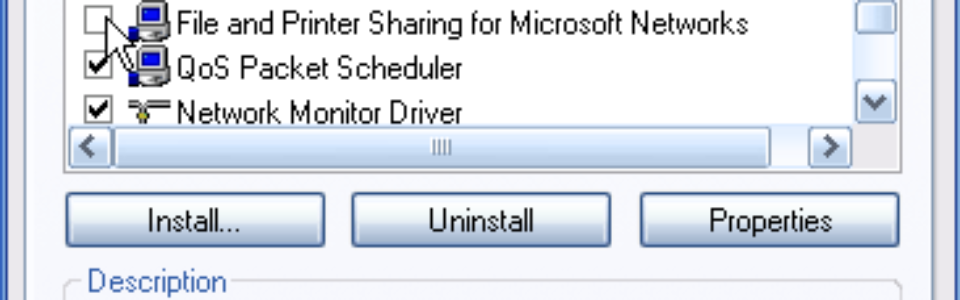 File and Printer Sharing for Microsoft Networks
QoS Packet Scheduler
Network Monitor Driver
Install... Uninstall Properties
Description